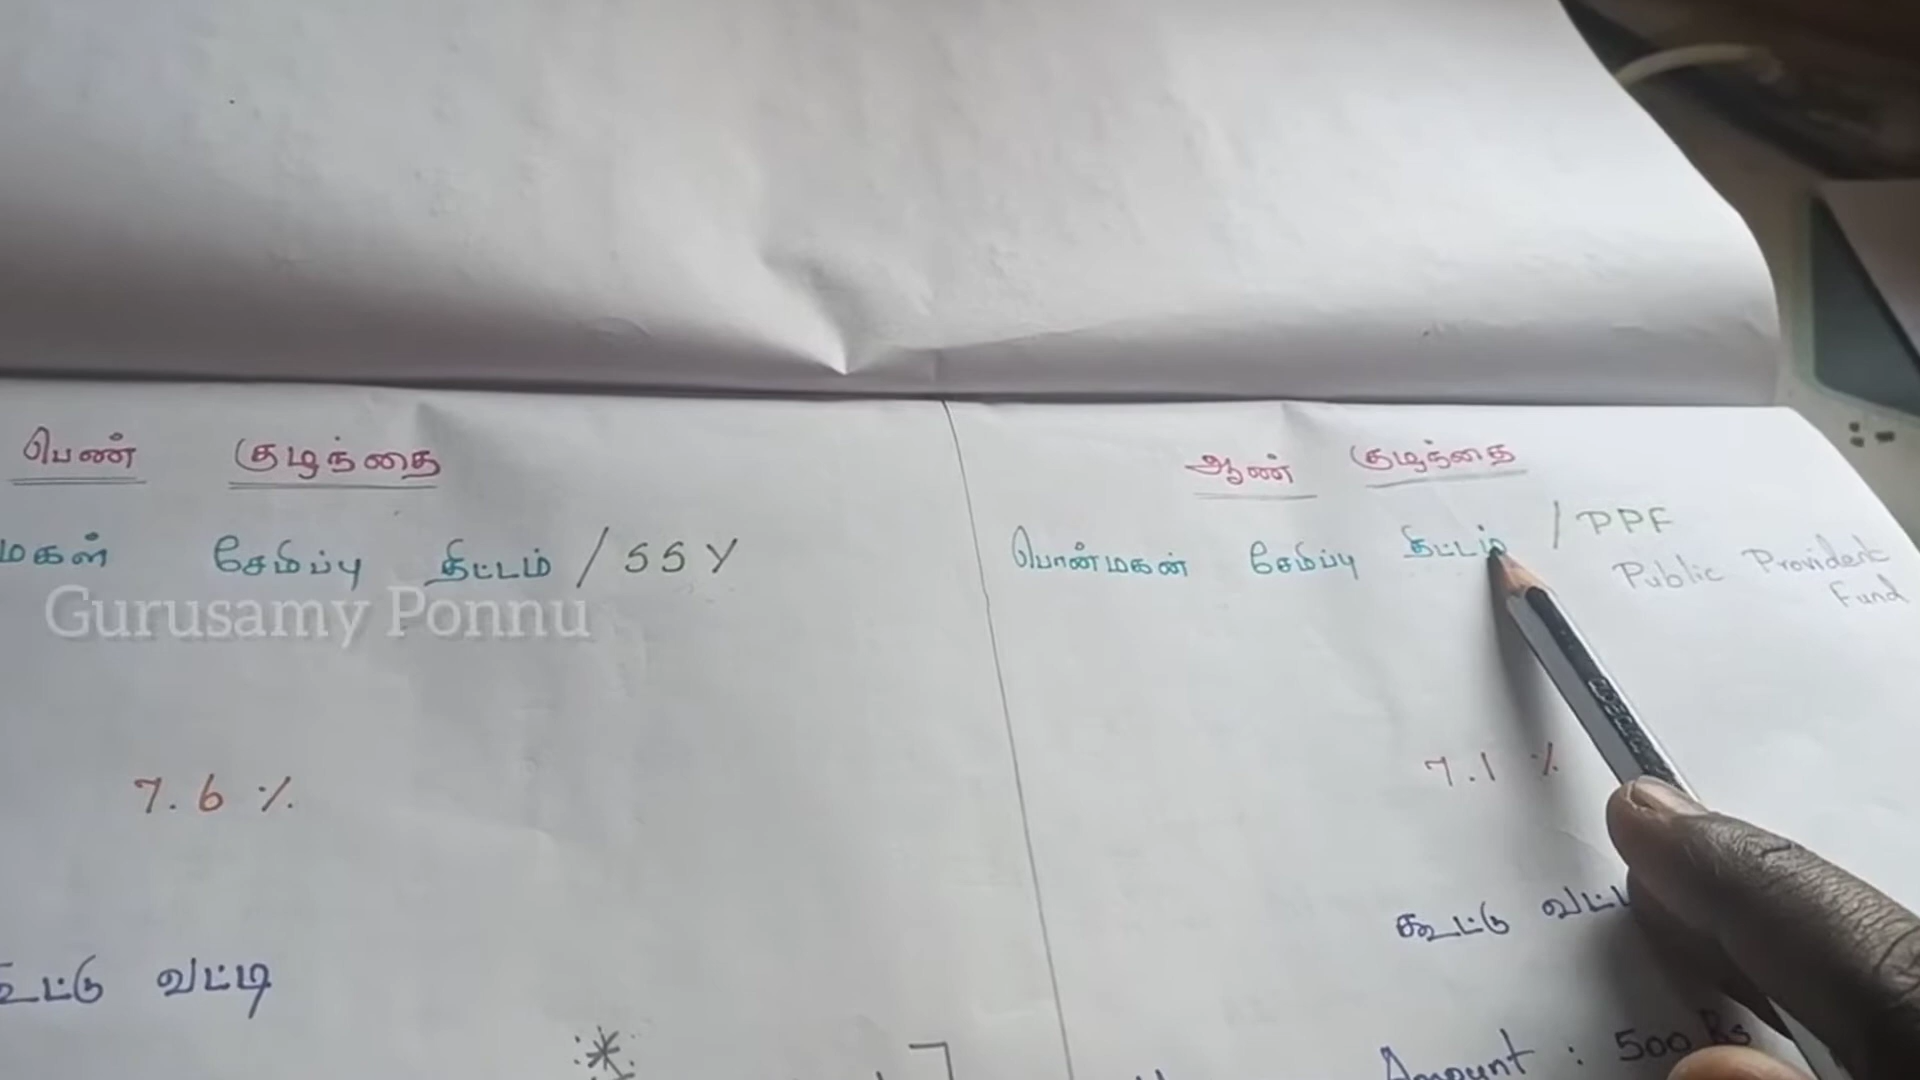 பெண் குழந்தை
மகள் சேமிப்பு திட்டம் / SSY
Gurusamy Ponnu
7.6 %
கூட்டு வட்டி
ஆண் குழந்தை
பொன்மகன் சேமிப்பு திட்டம் / PPF
Public Provident
Fund
7.1 %
கூட்டு
Amount : 500 Rs